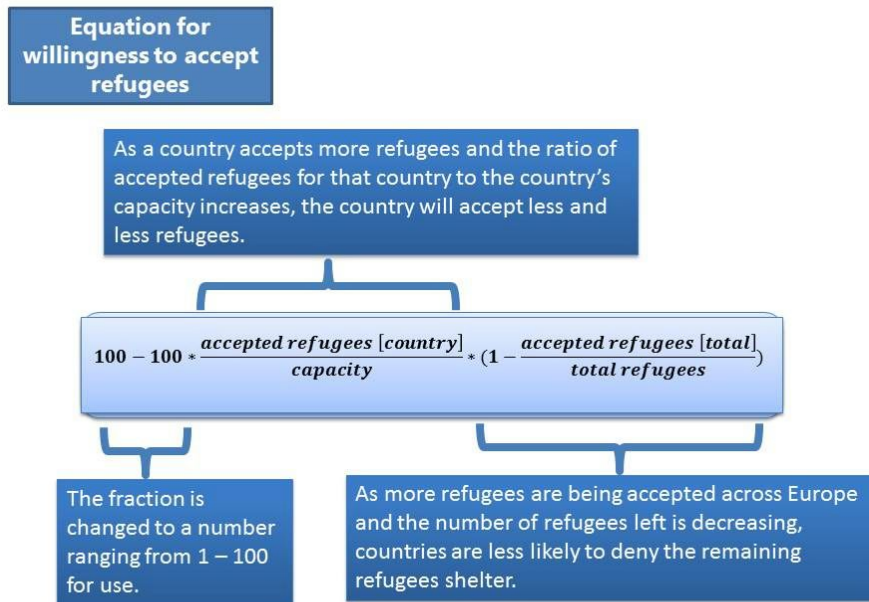 Equation for
willingness to accept
refugees
As a country accepts more refugees and the ratio of
accepted refugees for that country to the country's
capacity increases, the country will accept less and
less refugees.
100 − 100 * accepted refugees [country] / capacity * (1 − accepted refugees [total] / total refugees)
The fraction is
changed to a number
ranging from 1 – 100
for use.
As more refugees are being accepted across Europe
and the number of refugees left is decreasing,
countries are less likely to deny the remaining
refugees shelter.